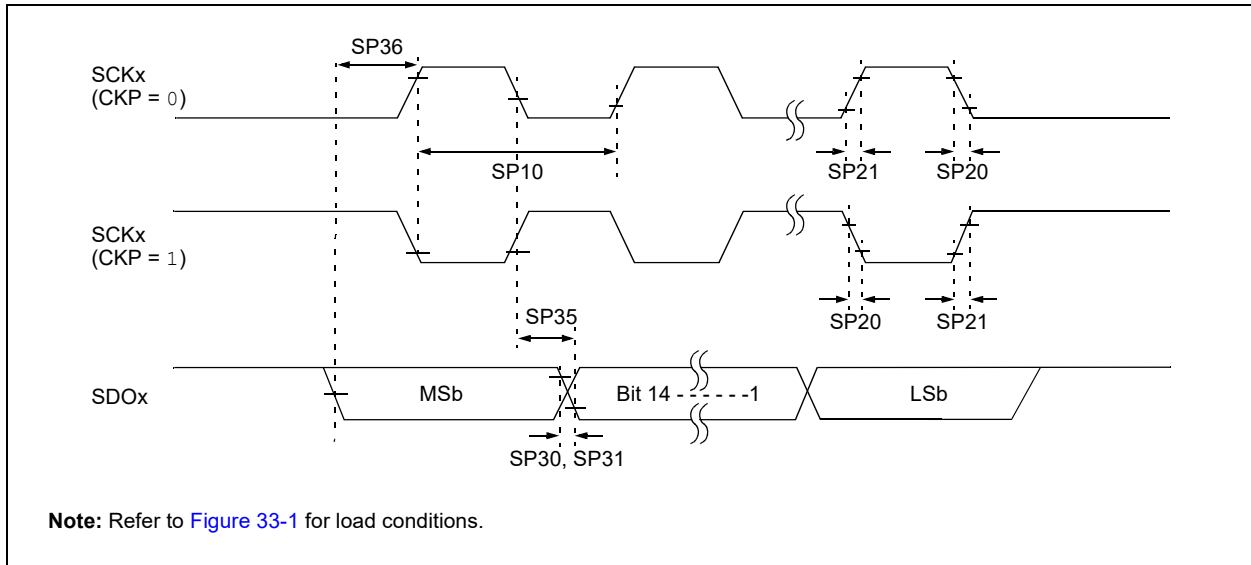 SP36
SCKx
(CKP = 0)
SP10
SP21
SP20
SCKx
(CKP = 1)
SP35
SP20
SP21
SDOx
MSb
Bit 14 - - - - - -1
LSb
SP30, SP31
Note: Refer to Figure 33-1 for load conditions.